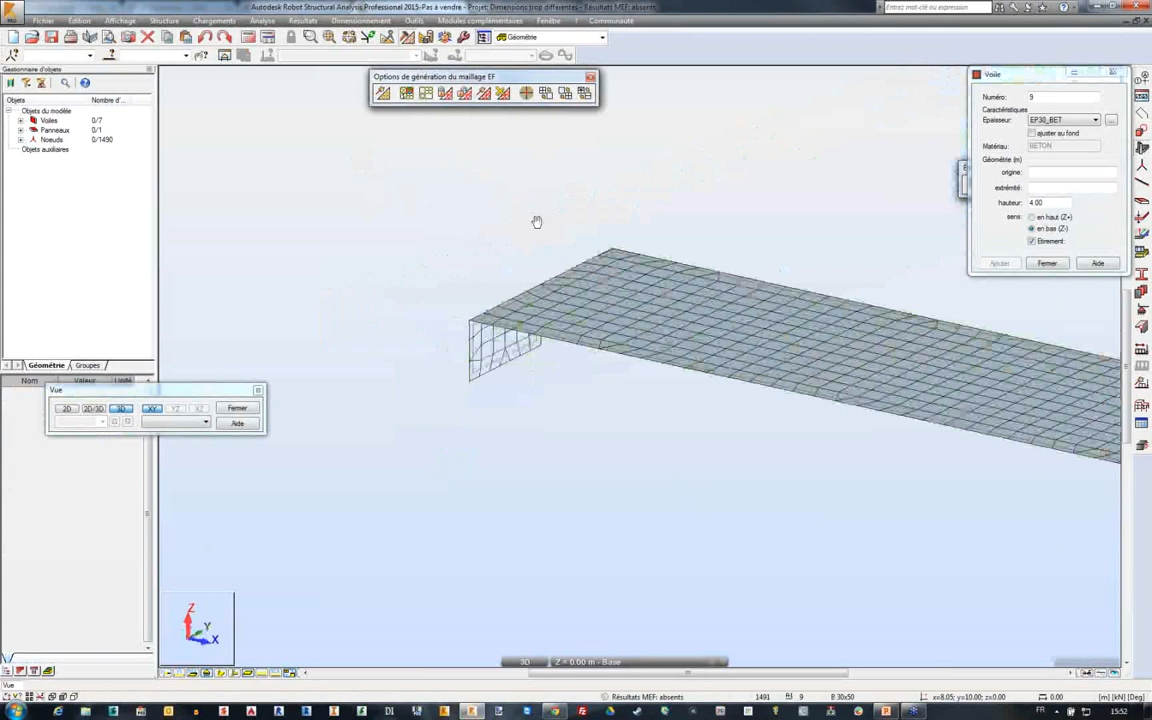 Autodesk Robot Structural Analysis Professional 2015-Pas à vendre - Projet: Dimensions trop différentes - Résultats MEF: absents
Entrez mot-clé ou expression
Fichier Edition Affichage Structure Chargements Analyse Résultats Dimensionnement Outils Modules complémentaires Fenêtre ? Communauté
Géométrie
Gestionnaire d'objets
Objets Nombre d'...
Objets du modèle
Voiles 0/7
Panneaux 0/1
Noeuds 0/1490
Objets auxiliaires
Options de génération du maillage EF
Voile
Numéro: 9
Caractéristiques
Epaisseur: EP30_BET ...
ajuster au fond
Matériau: BETON
Géométrie (m)
origine:
extrémité:
hauteur: 4.00
sens: en haut (Z+)
en bas (Z-)
Ajouter Fermer Aide
Géométrie Groupes
Nom Valeur Unité
Vue
2D 2D/3D 3D XY YZ XZ Fermer
Aide
Z
Y
X
3D Z = 0.00 m - Base
Vue
Résultats MEF: absents 1491 9 B 30x50 x=8.05; y=10.00; z=0.00 0.00 [m] [kN] [Deg]
FR 15:52